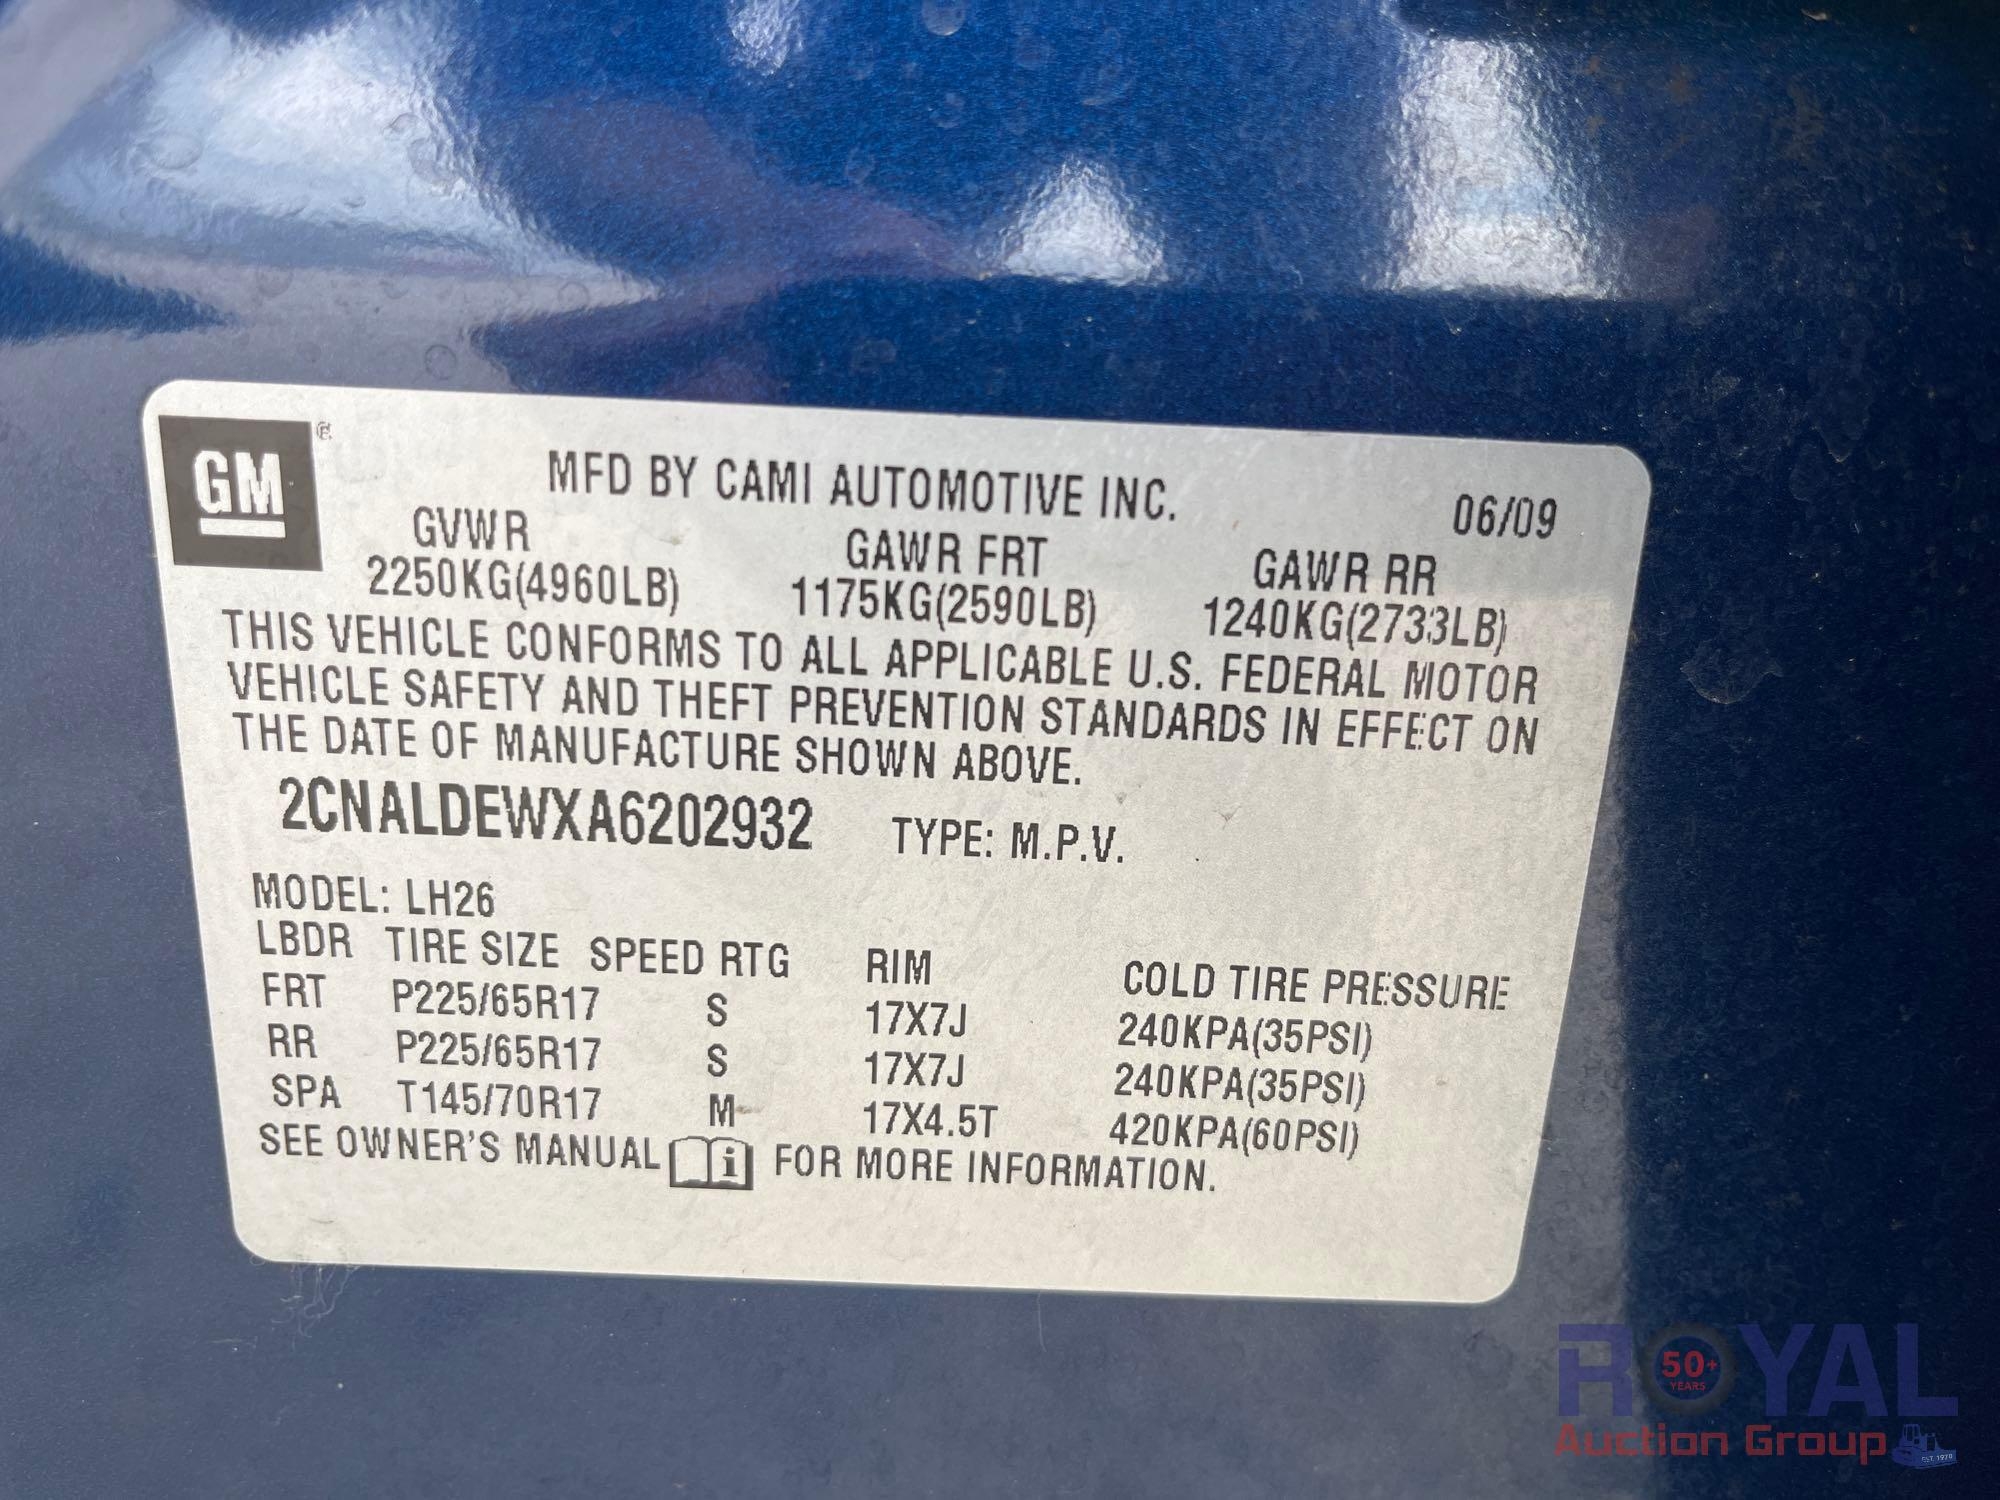 GM ®
MFD BY CAMI AUTOMOTIVE INC.
06/09
GVWR GAWR FRT GAWR RR
2250KG(4960LB) 1175KG(2590LB) 1240KG(2733LB)
THIS VEHICLE CONFORMS TO ALL APPLICABLE U.S. FEDERAL MOTOR
VEHICLE SAFETY AND THEFT PREVENTION STANDARDS IN EFFECT ON
THE DATE OF MANUFACTURE SHOWN ABOVE.
2CNALDEWXA6202932 TYPE: M.P.V.
MODEL: LH26
LBDR TIRE SIZE SPEED RTG RIM COLD TIRE PRESSURE
FRT P225/65R17 S 17X7J 240KPA(35PSI)
RR P225/65R17 S 17X7J 240KPA(35PSI)
SPA T145/70R17 M 17X4.5T 420KPA(60PSI)
SEE OWNER'S MANUAL i FOR MORE INFORMATION.
ROYAL
50+
YEARS
Auction Group
EST. 1970